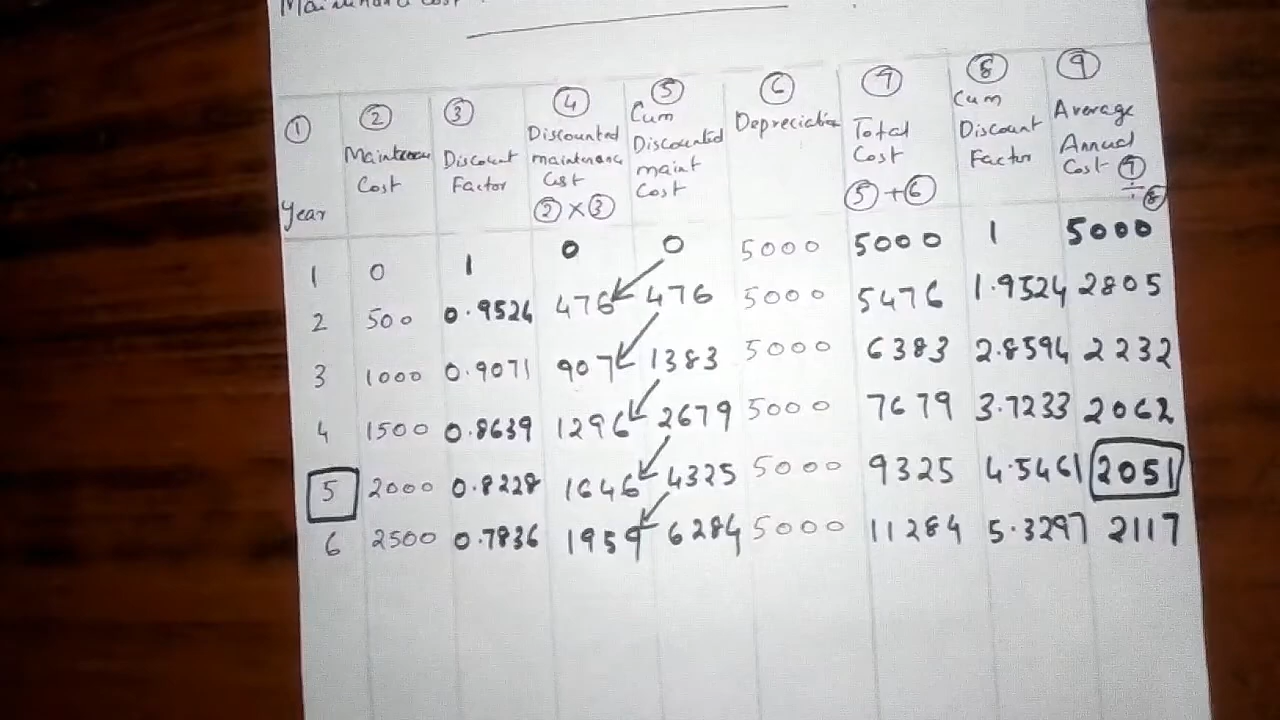 Maintenance Cost
① ② ③ ④ ⑤ ⑥ ⑦ ⑧ ⑨
Year
Maintenance
Cost
Discount
Factor
Discounted
maintenance
Cost
② × ③
Cum
Discounted
maint
Cost
Depreciation
Total
Cost
⑤ + ⑥
Cum
Discount
Factor
Average
Annual
Cost ⑦
÷ ⑧
1 0 1 0 0 5000 5000 1 5000
2 500 0.9524 476 476 5000 5476 1.9524 2805
3 1000 0.9071 907 1383 5000 6383 2.8594 2232
4 1500 0.8639 1296 2679 5000 7679 3.7233 2062
5 2000 0.8228 1646 4325 5000 9325 4.5461 2051
6 2500 0.7836 1959 6284 5000 11284 5.3297 2117